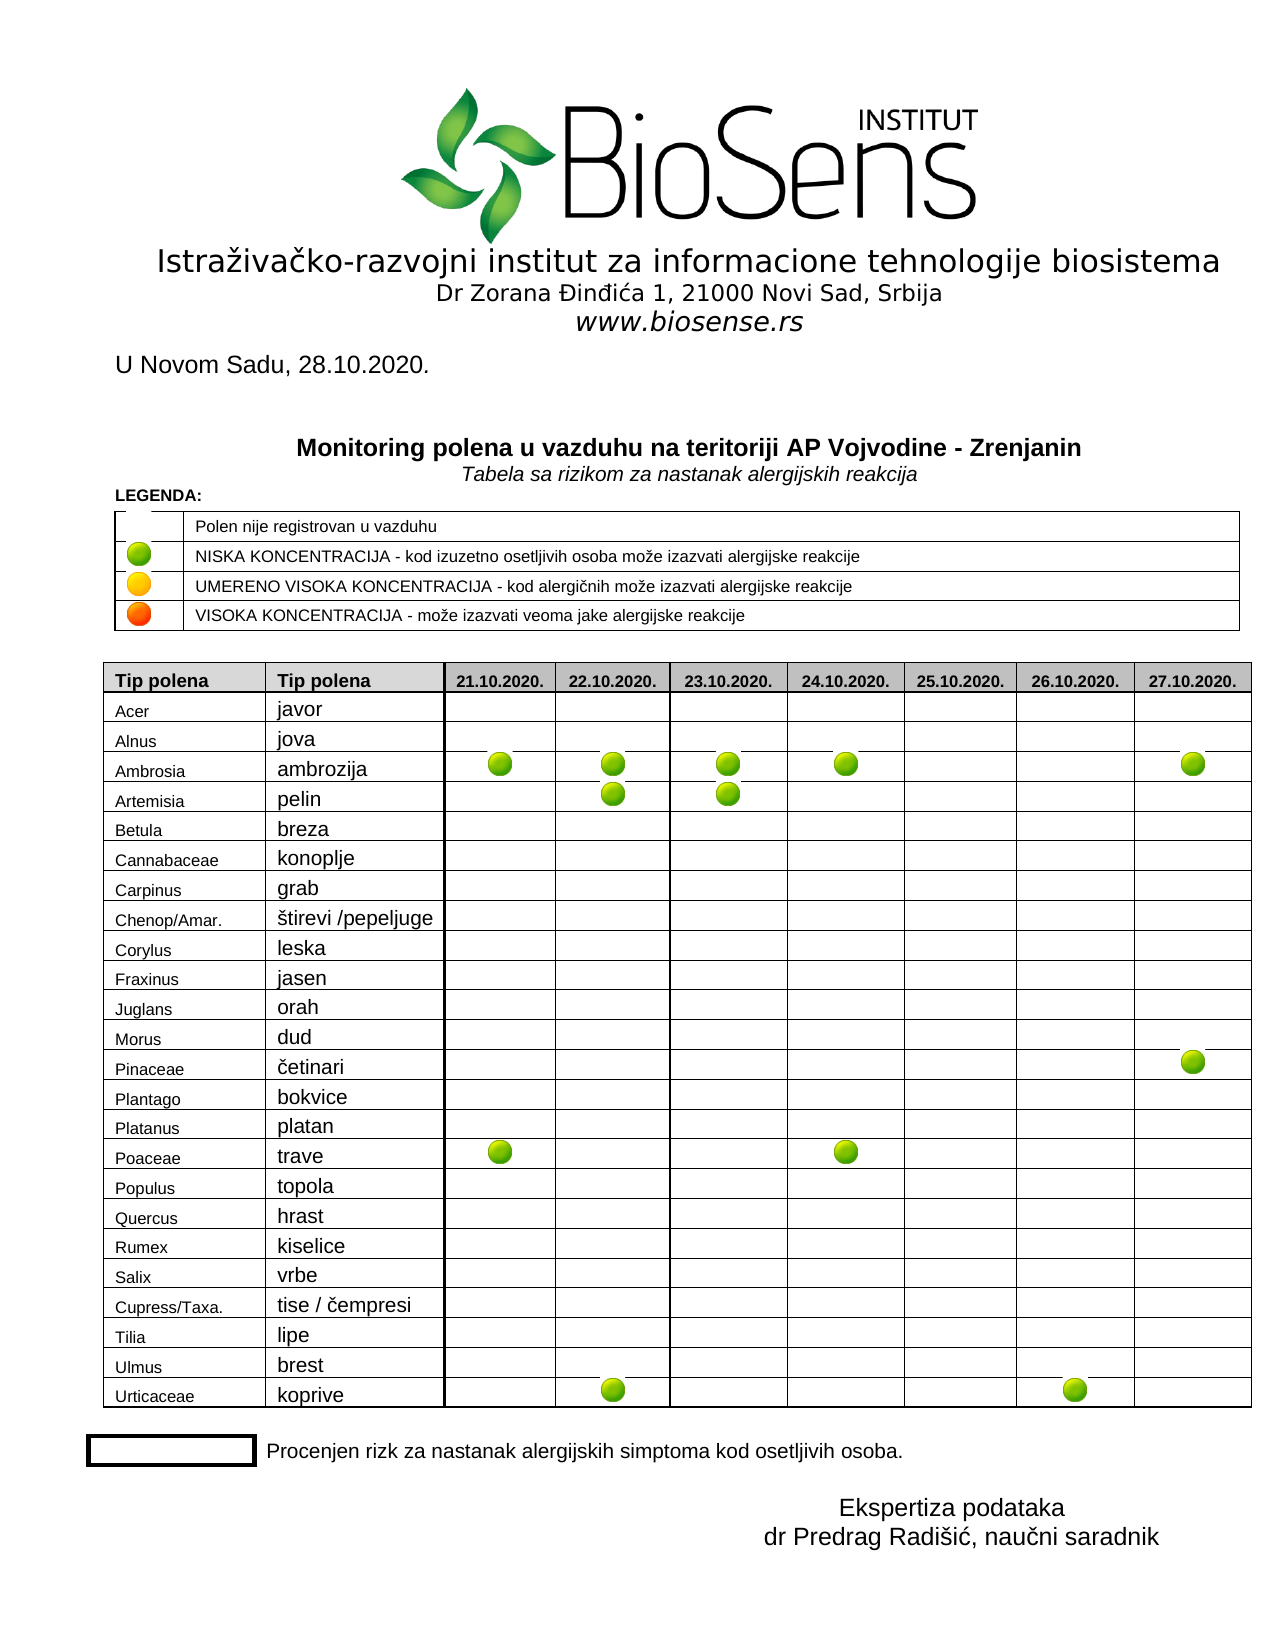 BioSens INSTITUT
Istraživačko-razvojni institut za informacione tehnologije biosistema
Dr Zorana Đinđića 1, 21000 Novi Sad, Srbija
www.biosense.rs
U Novom Sadu, 28.10.2020.
Monitoring polena u vazduhu na teritoriji AP Vojvodine - Zrenjanin
Tabela sa rizikom za nastanak alergijskih reakcija
LEGENDA:
Polen nije registrovan u vazduhu
NISKA KONCENTRACIJA - kod izuzetno osetljivih osoba može izazvati alergijske reakcije
UMERENO VISOKA KONCENTRACIJA - kod alergičnih može izazvati alergijske reakcije
VISOKA KONCENTRACIJA - može izazvati veoma jake alergijske reakcije
Tip polena Tip polena 21.10.2020. 22.10.2020. 23.10.2020. 24.10.2020. 25.10.2020. 26.10.2020. 27.10.2020.
Acer javor
Alnus jova
Ambrosia ambrozija
Artemisia pelin
Betula breza
Cannabaceae konoplje
Carpinus grab
Chenop/Amar. štirevi /pepeljuge
Corylus leska
Fraxinus jasen
Juglans orah
Morus dud
Pinaceae četinari
Plantago bokvice
Platanus platan
Poaceae trave
Populus topola
Quercus hrast
Rumex kiselice
Salix vrbe
Cupress/Taxa. tise / čempresi
Tilia lipe
Ulmus brest
Urticaceae koprive
Procenjen rizk za nastanak alergijskih simptoma kod osetljivih osoba.
Ekspertiza podataka
dr Predrag Radišić, naučni saradnik